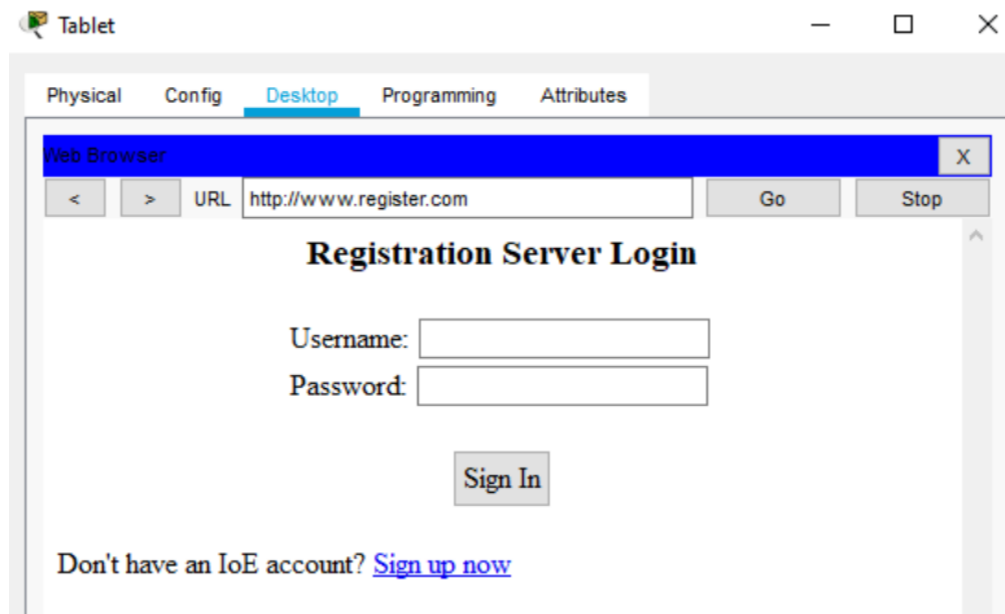 Tablet
Physical Config Desktop Programming Attributes
Web Browser X
< > URL http://www.register.com Go Stop
Registration Server Login
Username:
Password:
Sign In
Don't have an IoE account? Sign up now